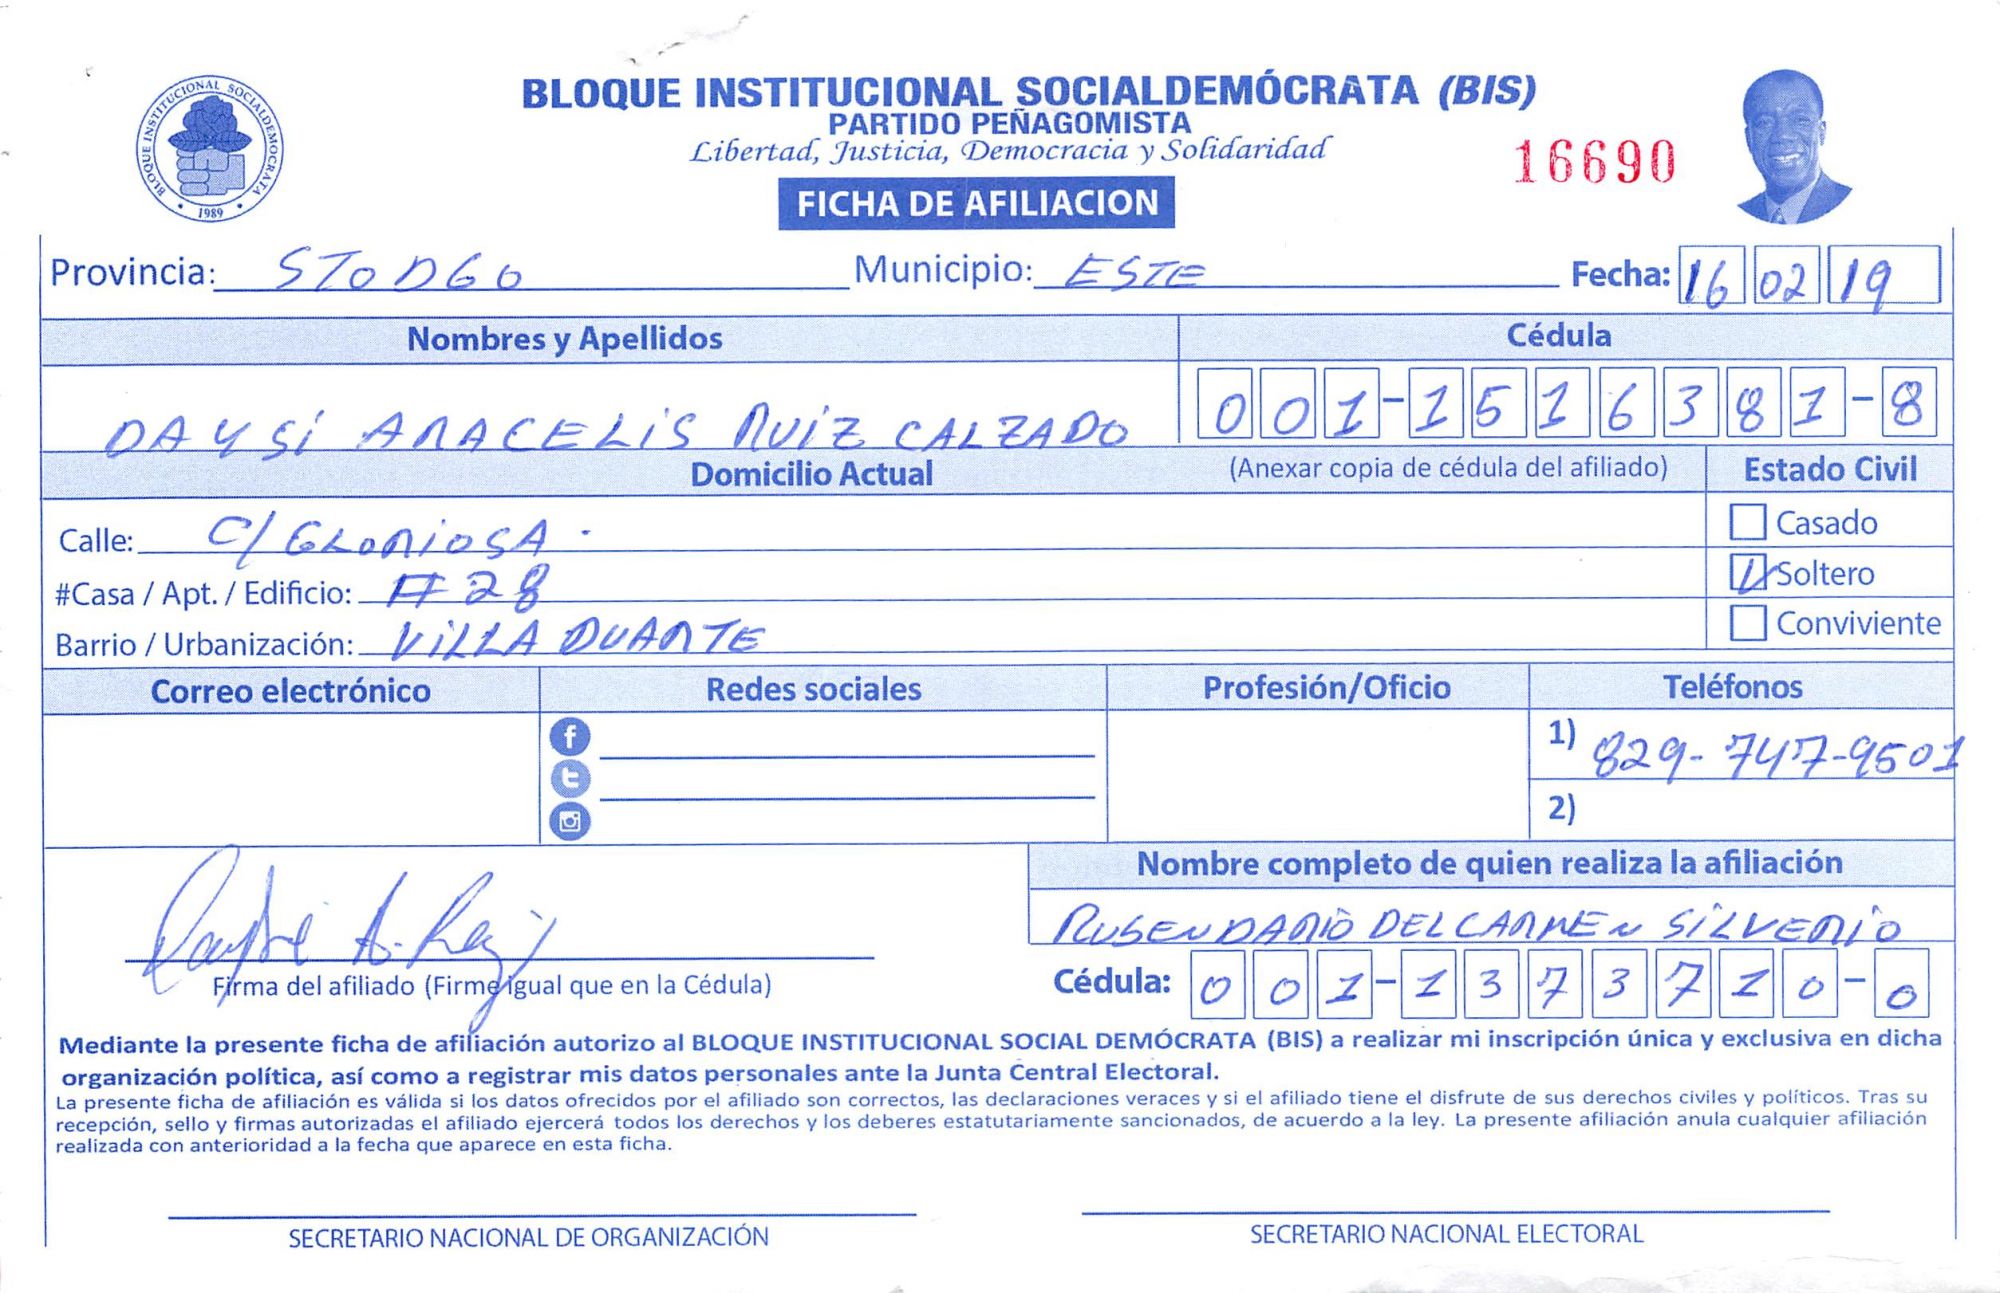 BLOQUE INSTITUCIONAL SOCIALDEMOCRATA
1989
BLOQUE INSTITUCIONAL SOCIALDEMÓCRATA (BIS)
PARTIDO PEÑAGOMISTA
Libertad, Justicia, Democracia y Solidaridad
16690
FICHA DE AFILIACION
Provincia: STO DGO Municipio: ESTE Fecha: 16 02 19
Nombres y Apellidos Cédula
DAYSI ARACELIS RUIZ CALZADO 001-1516381-8
Domicilio Actual (Anexar copia de cédula del afiliado) Estado Civil
Calle: C/ GLORIOSA. Casado
#Casa / Apt. / Edificio: #28 Soltero
Barrio / Urbanización: VILLA DUARTE Conviviente
Correo electrónico Redes sociales Profesión/Oficio Teléfonos
1) 829-747-9501
2)
Nombre completo de quien realiza la afiliación
RUSENDARIO DEL CARMEN SILVERIO
Firma del afiliado (Firme igual que en la Cédula) Cédula: 001-1373710-0
Mediante la presente ficha de afiliación autorizo al BLOQUE INSTITUCIONAL SOCIAL DEMÓCRATA (BIS) a realizar mi inscripción única y exclusiva en dicha
organización política, así como a registrar mis datos personales ante la Junta Central Electoral.
La presente ficha de afiliación es válida si los datos ofrecidos por el afiliado son correctos, las declaraciones veraces y si el afiliado tiene el disfrute de sus derechos civiles y políticos. Tras su
recepción, sello y firmas autorizadas el afiliado ejercerá todos los derechos y los deberes estatutariamente sancionados, de acuerdo a la ley. La presente afiliación anula cualquier afiliación
realizada con anterioridad a la fecha que aparece en esta ficha.
SECRETARIO NACIONAL DE ORGANIZACIÓN SECRETARIO NACIONAL ELECTORAL